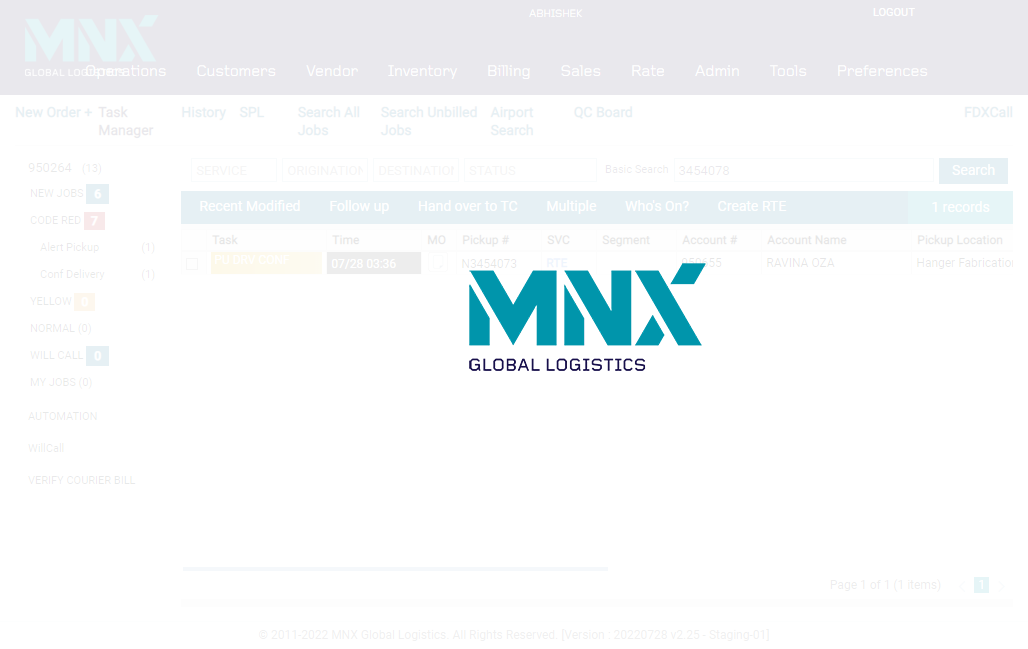 ABHISHEK LOGOUT
MNX
GLOBAL LOGISTICS
Operations Customers Vendor Inventory Billing Sales Rate Admin Tools Preferences
New Order + Task Manager History SPL Search All Jobs Search Unbilled Jobs Airport Search QC Board FDXCall
950264 (13)
SERVICE ORIGINATION DESTINATION STATUS Basic Search 3454078 Search
NEW JOBS 6
Recent Modified Follow up Hand over to TC Multiple Who's On? Create RTE 1 records
CODE RED 7
Task Time MO Pickup # SVC Segment Account # Account Name Pickup Location
Alert Pickup (1)
PU DRV CONF 07/28 03:36 N3454073 RTE RAVINA OZA Hanger Fabricatio
Conf Delivery (1)
MNX
GLOBAL LOGISTICS
YELLOW 0
NORMAL (0)
WILL CALL 0
MY JOBS (0)
AUTOMATION
WillCall
VERIFY COURIER BILL
Page 1 of 1 (1 items) 1
© 2011-2022 MNX Global Logistics. All Rights Reserved. [Version : 20220728 v2.25 - Staging-01]